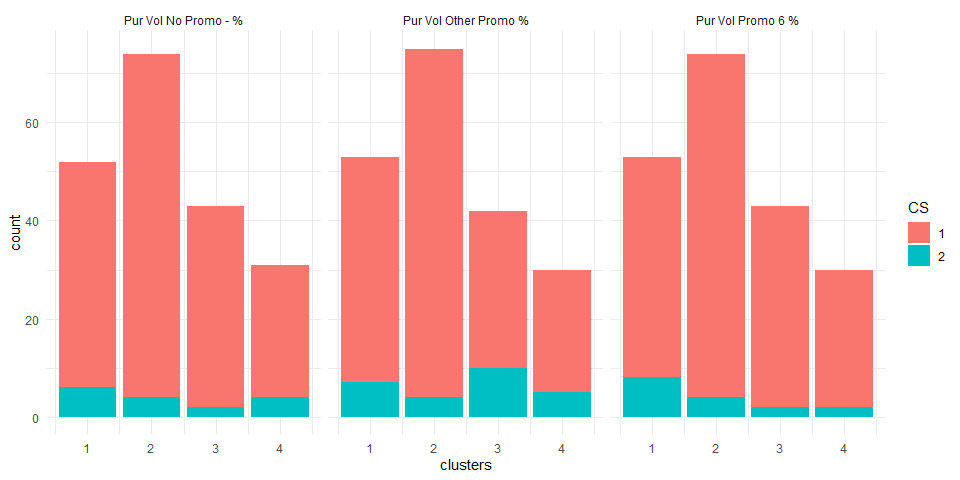 Pur Vol No Promo - %
Pur Vol Other Promo %
Pur Vol Promo 6 %
60
40
20
0
count
1 2 3 4
1 2 3 4
1 2 3 4
clusters
CS
1
2